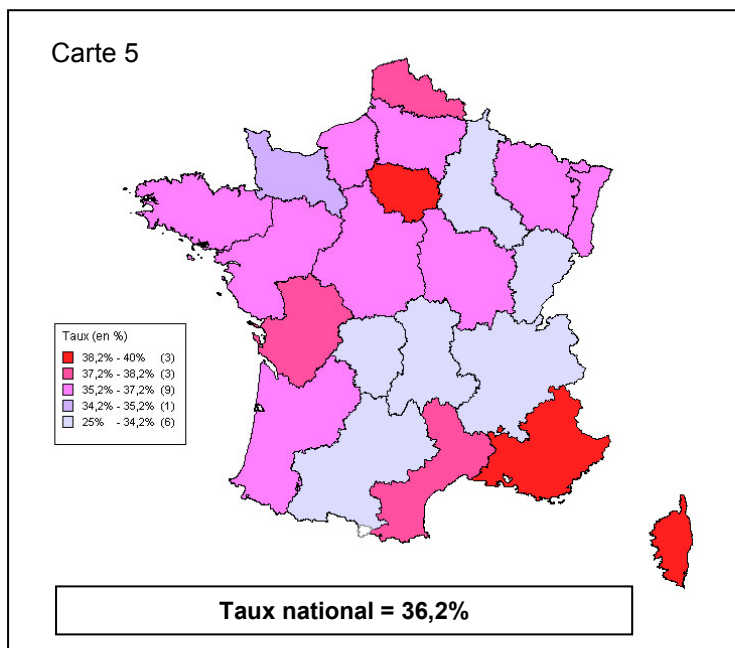 Carte 5
Taux (en %)
38,2% - 40% (3)
37,2% - 38,2% (3)
35,2% - 37,2% (9)
34,2% - 35,2% (1)
25% - 34,2% (6)
Taux national = 36,2%